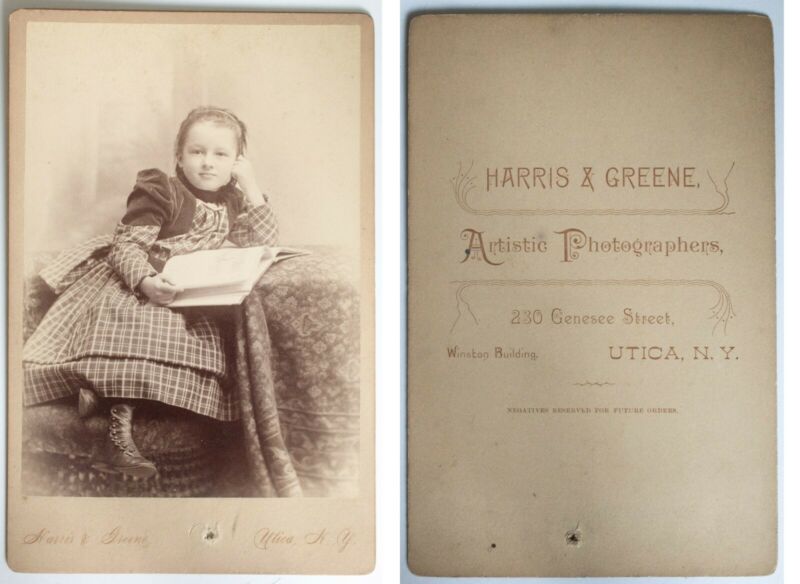 Harris & Greene,
Utica, N. Y.
HARRIS & GREENE,
Artistic Photographers,
230 Genesee Street,
Winston Building.
UTICA, N. Y.
NEGATIVES RESERVED FOR FUTURE ORDERS.